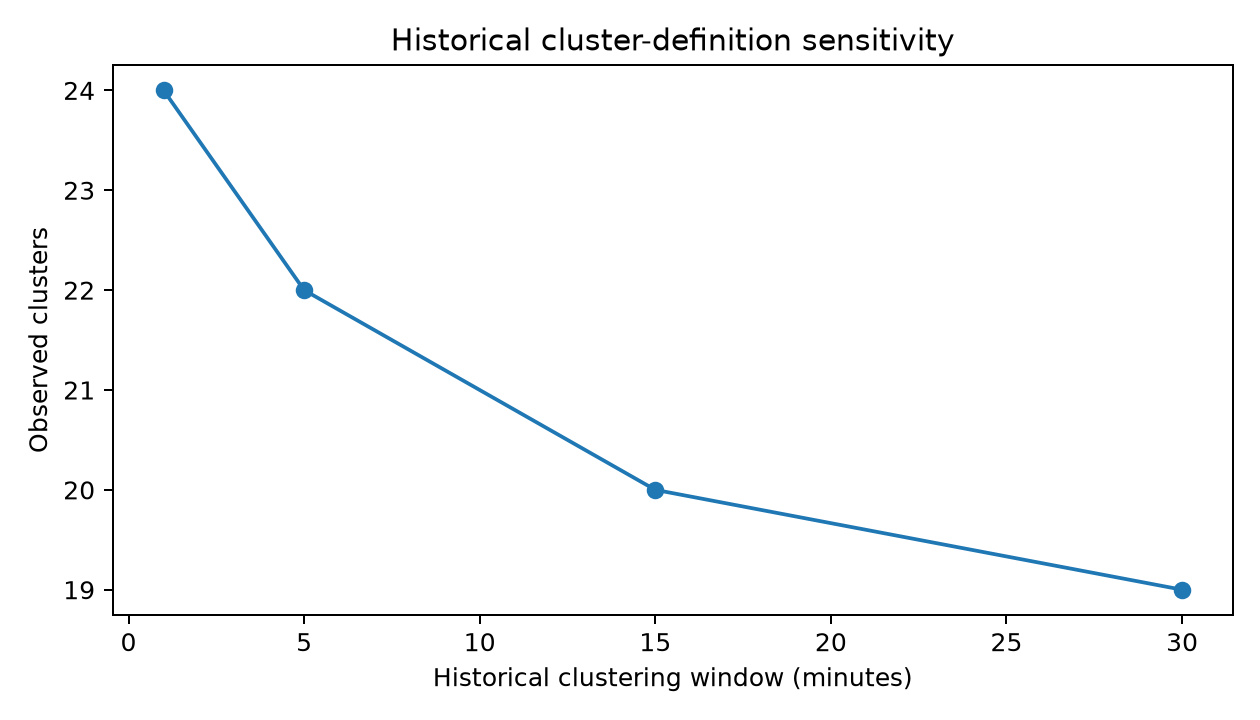 Historical cluster-definition sensitivity
24
23
22
21
20
19
Observed clusters
0 5 10 15 20 25 30
Historical clustering window (minutes)